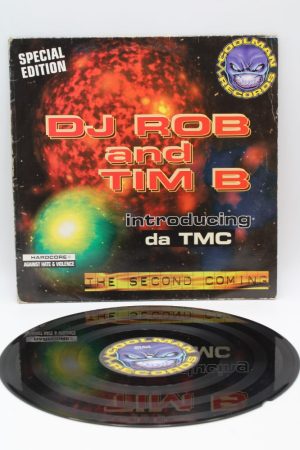 SPECIAL
EDITION
COOLMAN
RECORDS
DJ ROB
and
TIM B
introducing
da TMC
HARDCORE
AGAINST HATE & VIOLENCE
THE SECOND COMING
COOLMAN
RECORDS